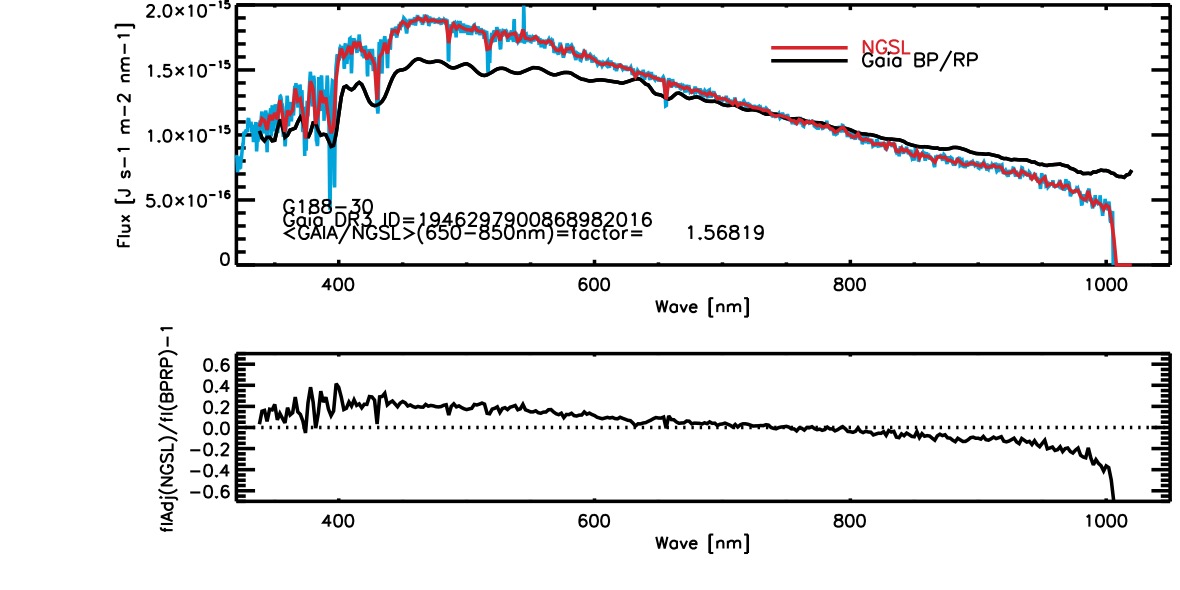 2.0×10⁻¹⁵
1.5×10⁻¹⁵
1.0×10⁻¹⁵
5.0×10⁻¹⁶
0
Flux [J s−1 m−2 nm−1]
NGSL
Gaia BP/RP
G188−30
Gaia DR3 ID=1946297900868982016
<GAIA/NGSL>(650−850nm)=factor= 1.56819
400 600 800 1000
Wave [nm]
0.6
0.4
0.2
0.0
−0.2
−0.4
−0.6
flAdj(NGSL)/fl(BPRP)−1
400 600 800 1000
Wave [nm]